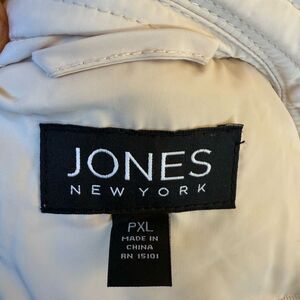 JONES
NEW YORK
PXL
MADE IN
CHINA
RN 15101